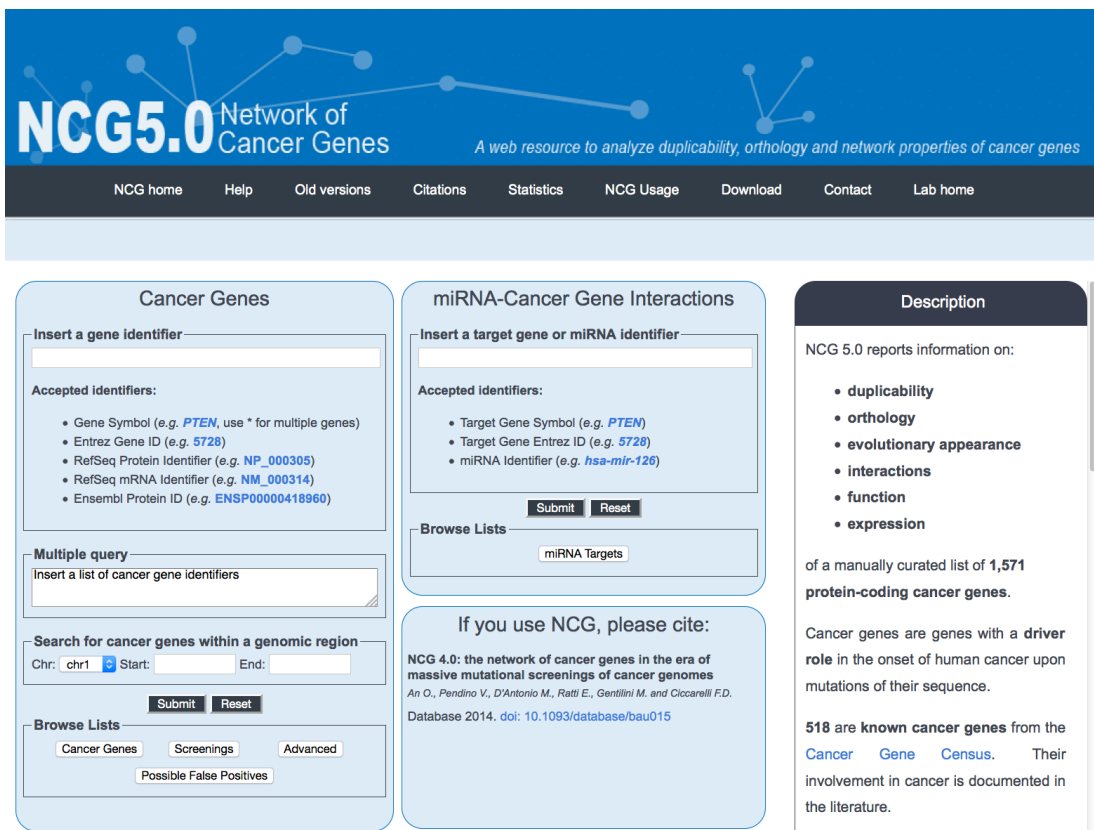 NCG5.0 Network of
Cancer Genes
A web resource to analyze duplicability, orthology and network properties of cancer genes
NCG home Help Old versions Citations Statistics NCG Usage Download Contact Lab home
Cancer Genes
Insert a gene identifier
Accepted identifiers:
• Gene Symbol (e.g. PTEN, use * for multiple genes)
• Entrez Gene ID (e.g. 5728)
• RefSeq Protein Identifier (e.g. NP_000305)
• RefSeq mRNA Identifier (e.g. NM_000314)
• Ensembl Protein ID (e.g. ENSP00000418960)
Multiple query
Insert a list of cancer gene identifiers
Search for cancer genes within a genomic region
Chr: chr1 Start: End:
Submit Reset
Browse Lists
Cancer Genes Screenings Advanced
Possible False Positives
miRNA-Cancer Gene Interactions
Insert a target gene or miRNA identifier
Accepted identifiers:
• Target Gene Symbol (e.g. PTEN)
• Target Gene Entrez ID (e.g. 5728)
• miRNA Identifier (e.g. hsa-mir-126)
Submit Reset
Browse Lists
miRNA Targets
If you use NCG, please cite:
NCG 4.0: the network of cancer genes in the era of
massive mutational screenings of cancer genomes
An O., Pendino V., D'Antonio M., Ratti E., Gentilini M. and Ciccarelli F.D.
Database 2014. doi: 10.1093/database/bau015
Description
NCG 5.0 reports information on:
• duplicability
• orthology
• evolutionary appearance
• interactions
• function
• expression
of a manually curated list of 1,571
protein-coding cancer genes.
Cancer genes are genes with a driver
role in the onset of human cancer upon
mutations of their sequence.
518 are known cancer genes from the
Cancer Gene Census. Their
involvement in cancer is documented in
the literature.